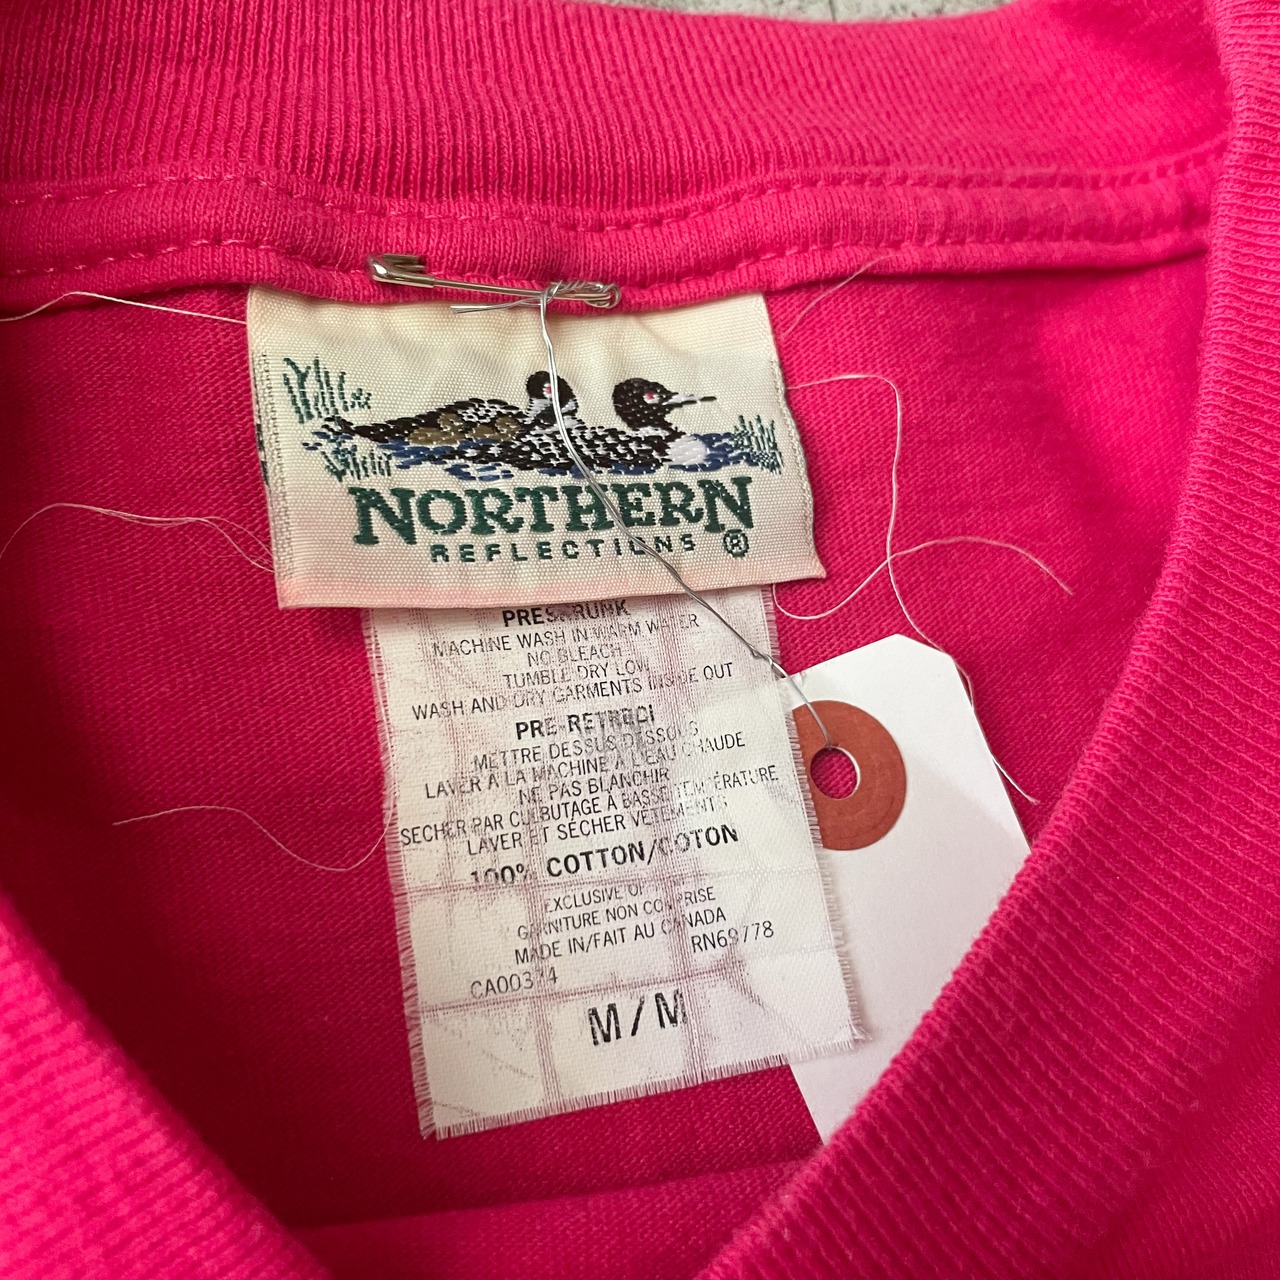 NORTHERN
REFLECTIONS ®
PRESHRUNK
MACHINE WASH IN WARM WATER
NO BLEACH
TUMBLE DRY LOW
WASH AND DRY GARMENTS INSIDE OUT
PRE-RETRECI
METTRE DESSUS DESSOUS
LAVER A LA MACHINE A L'EAU CHAUDE
NE PAS BLANCHIR
SECHER PAR CULBUTAGE À BASSE TEMPÉRATURE
LAVER ET SÉCHER VETEMENTS
100% COTTON/COTON
EXCLUSIVE OF
GARNITURE NON COMPRISE
MADE IN/FAIT AU CANADA
RN69778
M/M